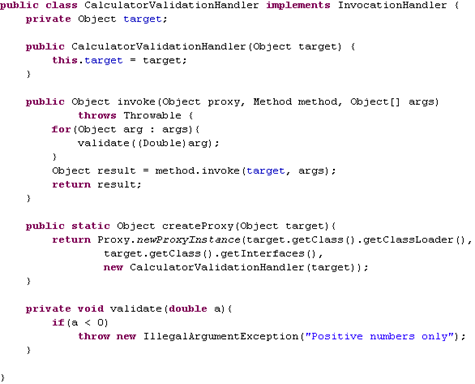 public class CalculatorValidationHandler implements InvocationHandler {
    private Object target;

    public CalculatorValidationHandler(Object target) {
        this.target = target;
    }

    public Object invoke(Object proxy, Method method, Object[] args)
            throws Throwable {
        for(Object arg : args){
            validate((Double)arg);
        }
        Object result = method.invoke(target, args);
        return result;
    }

    public static Object createProxy(Object target){
        return Proxy.newProxyInstance(target.getClass().getClassLoader(),
                target.getClass().getInterfaces(),
                new CalculatorValidationHandler(target));
    }

    private void validate(double a){
        if(a < 0)
            throw new IllegalArgumentException("Positive numbers only");
    }

}